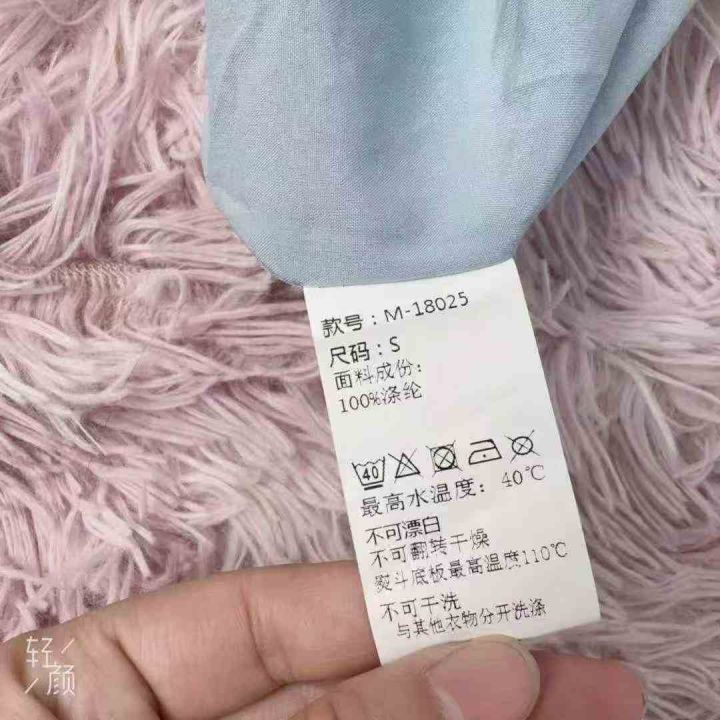 款号：M-18025
尺码：S
面料成份：
100%涤纶
40
最高水温度：40℃
不可漂白
不可翻转干燥
熨斗底板最高温度110℃
不可干洗
与其他衣物分开洗涤
轻
颜